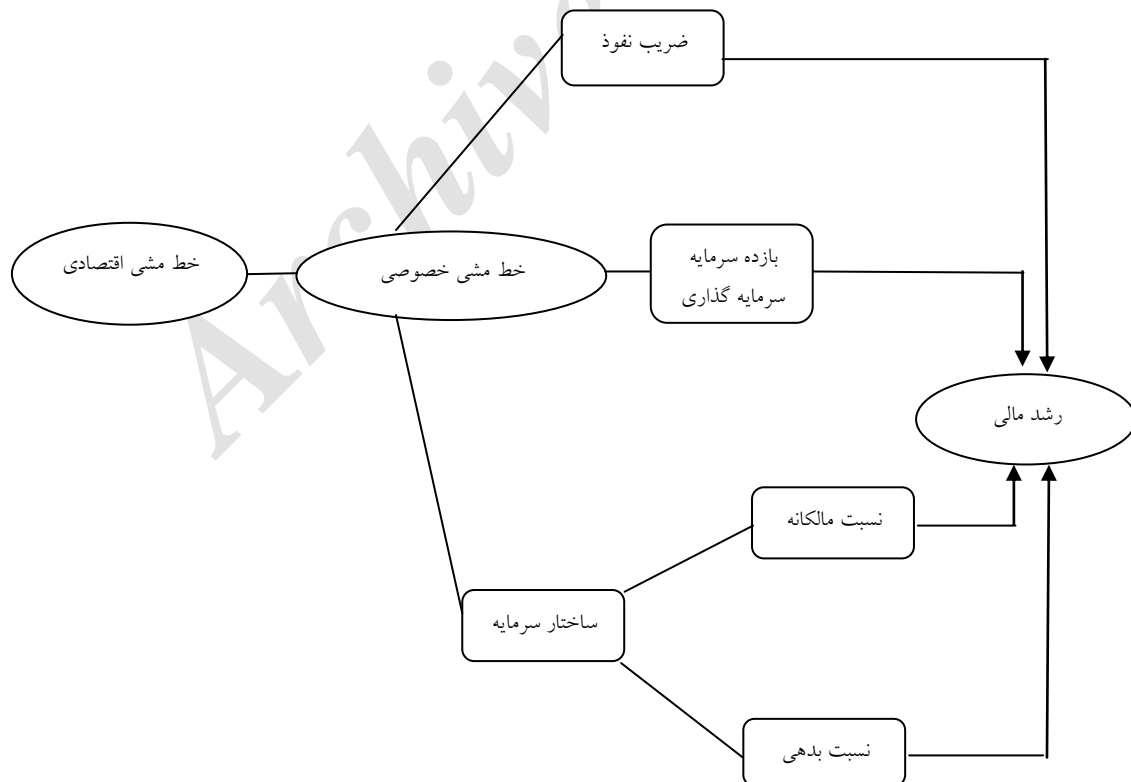 ضریب نفوذ
خط مشی اقتصادی
خط مشی خصوصی
بازده سرمایه
سرمایه گذاری
رشد مالی
نسبت مالکانه
ساختار سرمایه
نسبت بدهی
Archiv